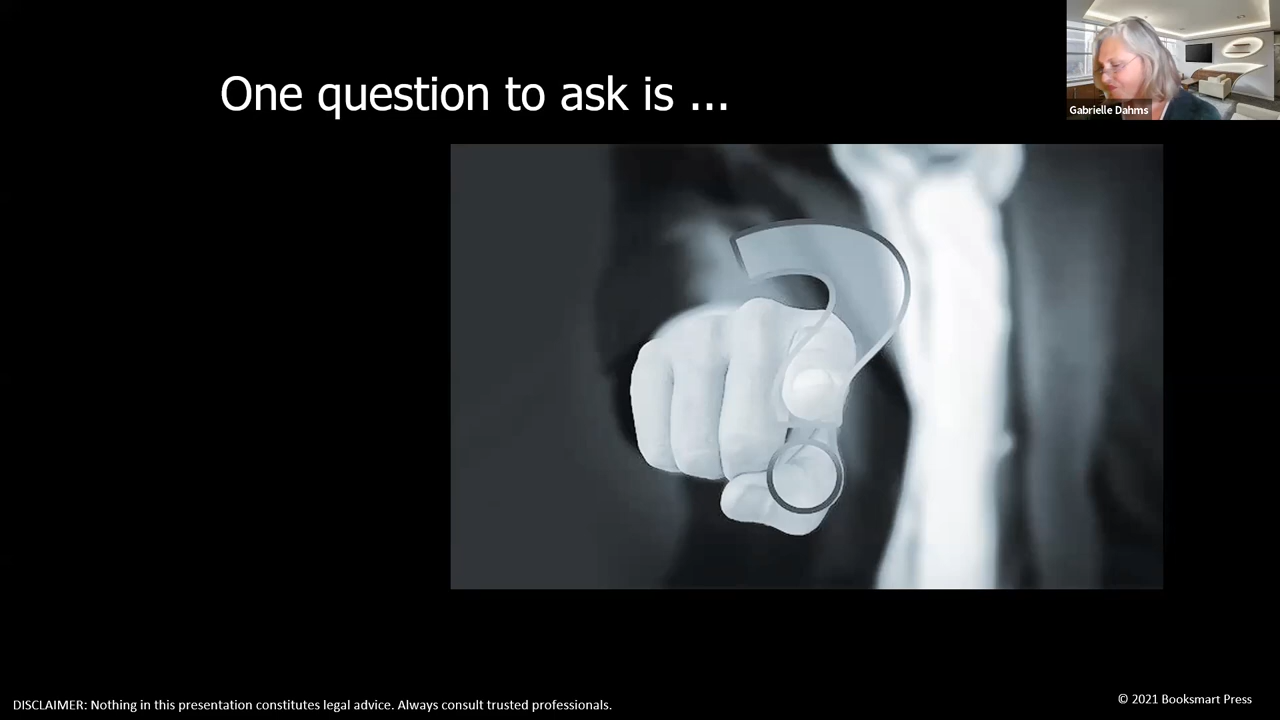 One question to ask is ...
Gabrielle Dahms
DISCLAIMER: Nothing in this presentation constitutes legal advice. Always consult trusted professionals.
© 2021 Booksmart Press